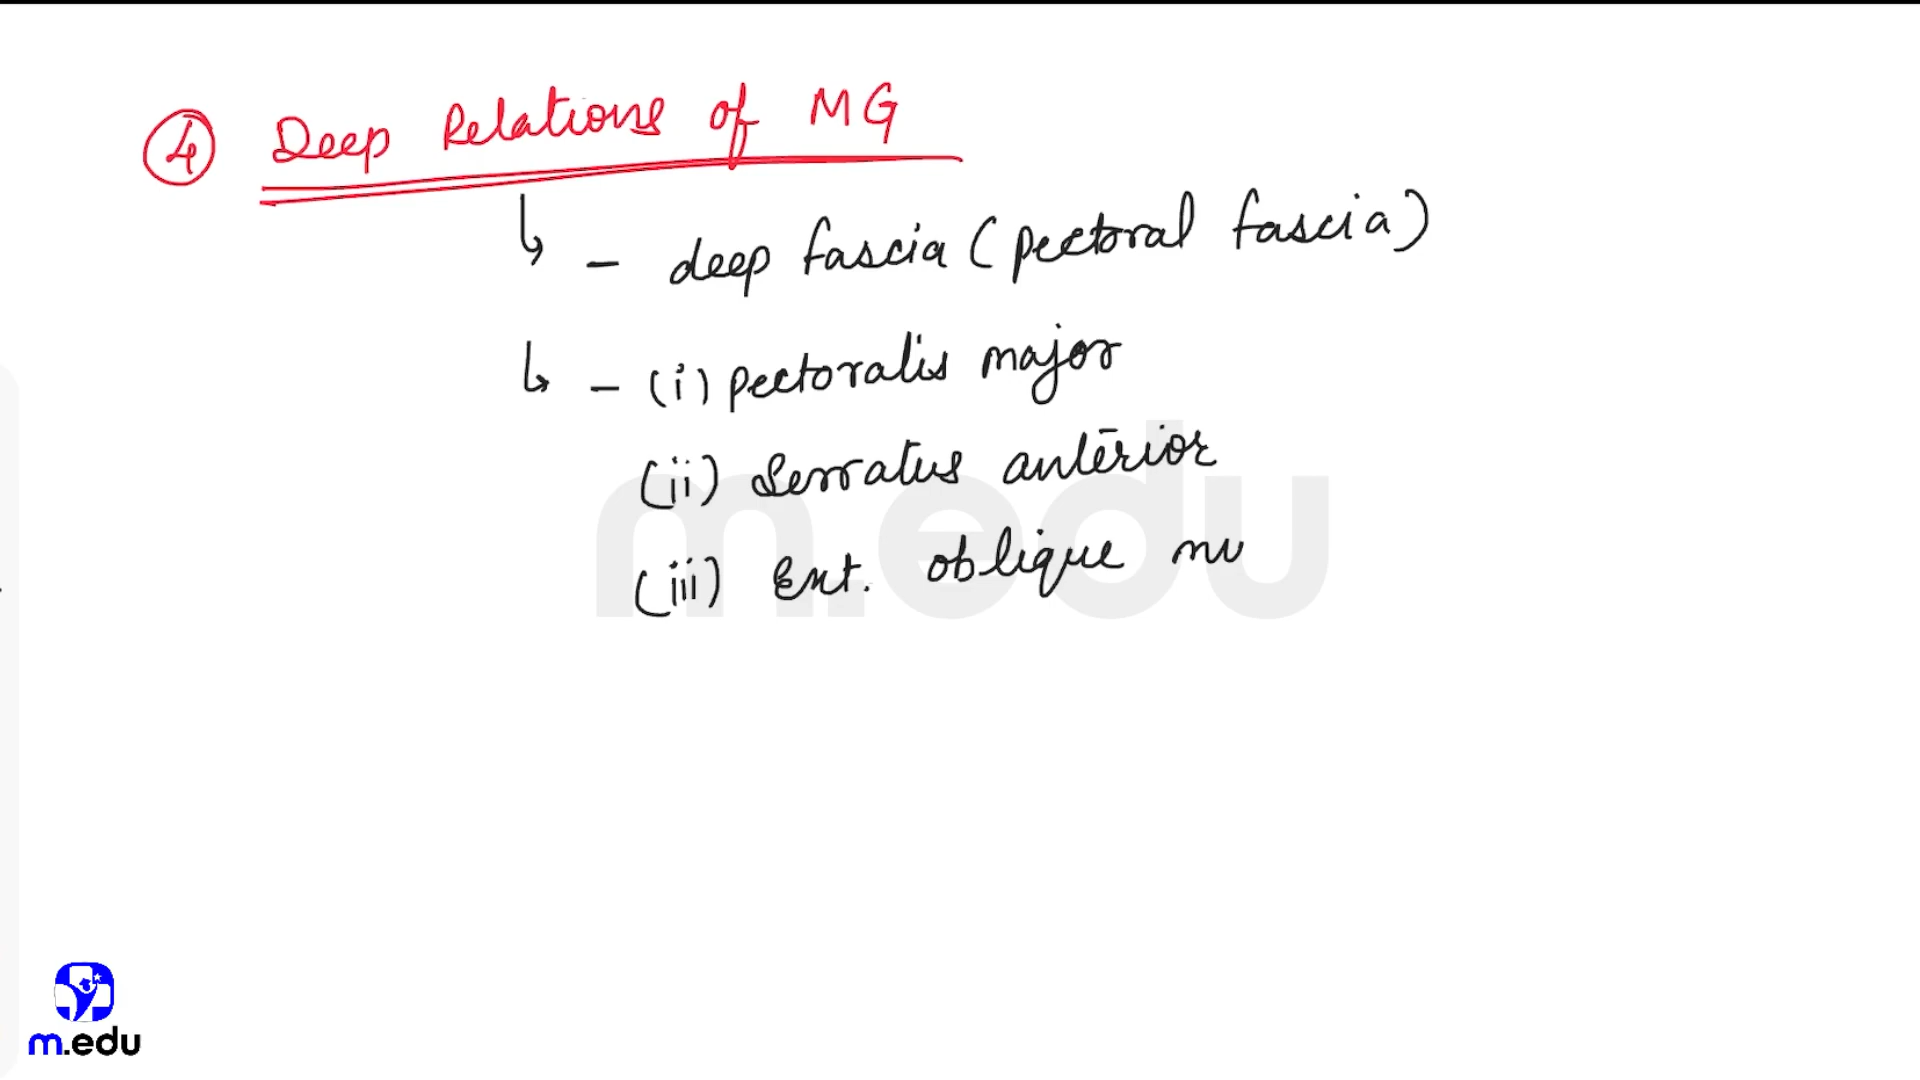 ④ Deep Relations of MG
↳ - deep fascia (pectoral fascia)
↳ - (i) pectoralis major
(ii) Serratus anterior
(iii) Ext. oblique mu
m.edu
m.edu